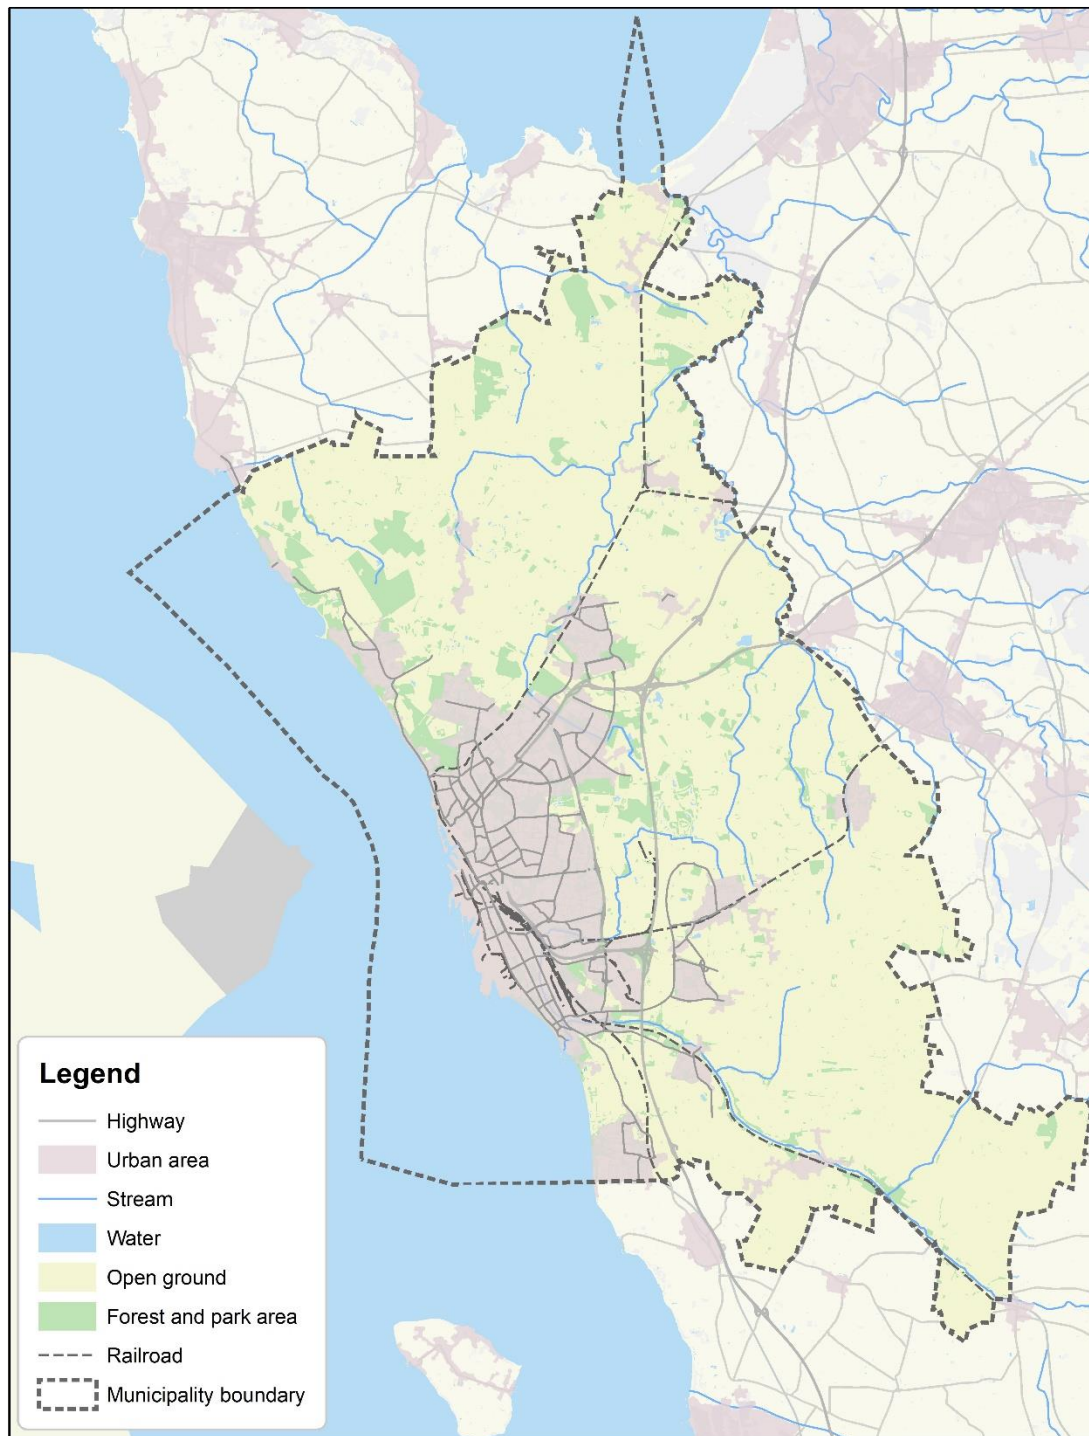 Legend
Highway
Urban area
Stream
Water
Open ground
Forest and park area
Railroad
Municipality boundary